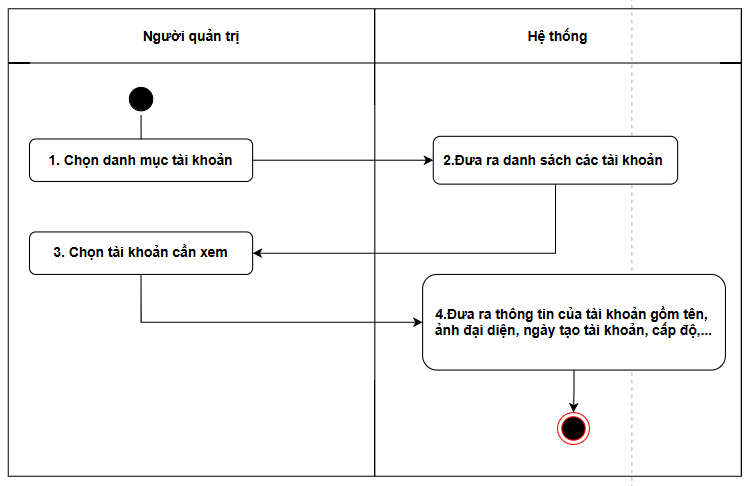 Người quản trị
Hệ thống
1. Chọn danh mục tài khoản
2.Đưa ra danh sách các tài khoản
3. Chọn tài khoản cần xem
4.Đưa ra thông tin của tài khoản gồm tên,
ảnh đại diện, ngày tạo tài khoản, cấp độ,...